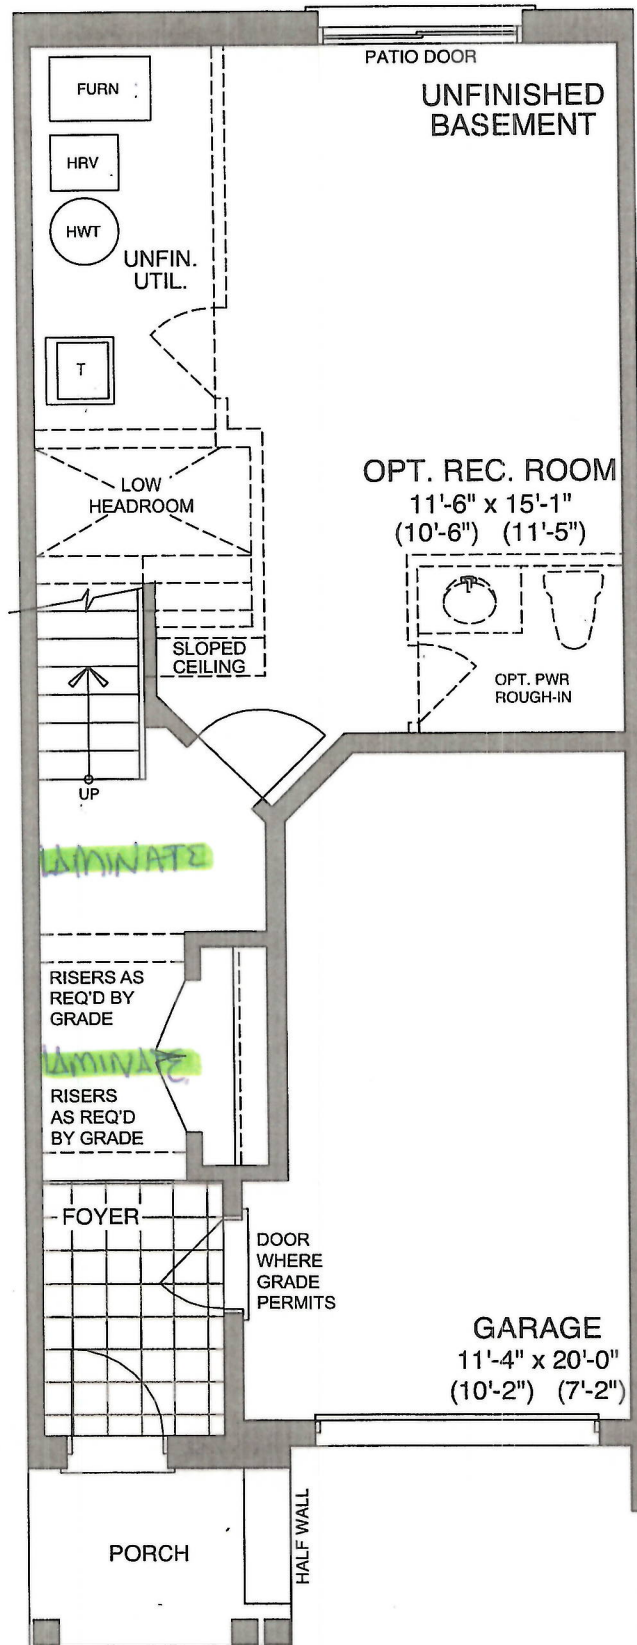 PATIO DOOR
FURN
UNFINISHED
BASEMENT
HRV
HWT
UNFIN.
UTIL.
T
LOW
HEADROOM
OPT. REC. ROOM
11'-6" x 15'-1"
(10'-6") (11'-5")
SLOPED
CEILING
OPT. PWR
ROUGH-IN
UP
LAMINATE
RISERS AS
REQ'D BY
GRADE
LAMINATE
RISERS
AS REQ'D
BY GRADE
FOYER
DOOR
WHERE
GRADE
PERMITS
GARAGE
11'-4" x 20'-0"
(10'-2") (7'-2")
PORCH
HALF WALL